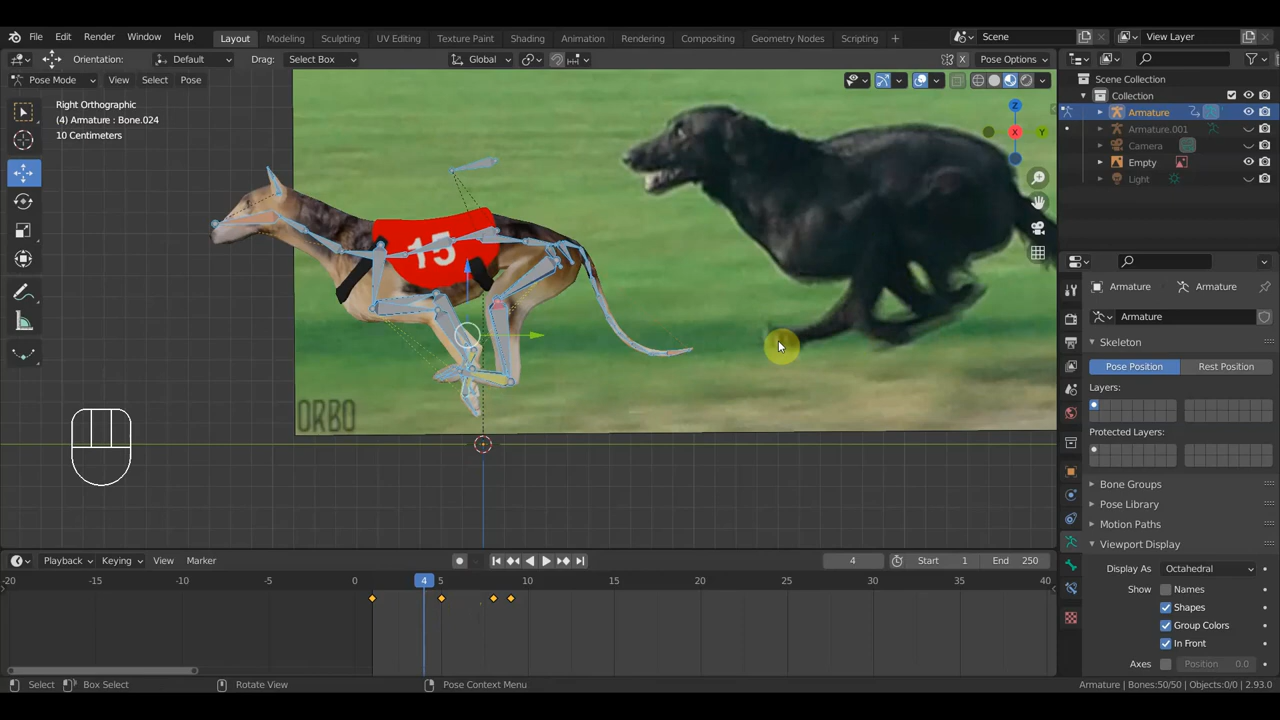 File Edit Render Window Help Layout Modeling Sculpting UV Editing Texture Paint Shading Animation Rendering Compositing Geometry Nodes Scripting + Scene View Layer
Orientation: Default Drag: Select Box Global X Pose Options
Pose Mode View Select Pose
Scene Collection
Collection
Armature
Armature.001
Camera
Empty
Light
Right Orthographic
(4) Armature : Bone.024
10 Centimeters
X
Y
Z
15
ORBO
Armature Armature
Armature
Skeleton
Pose Position Rest Position
Layers:
Protected Layers:
Bone Groups
Pose Library
Motion Paths
Viewport Display
Display As Octahedral
Show Names
Shapes
Group Colors
In Front
Axes Position 0.0
Playback Keying View Marker 4 Start 1 End 250
-20 -15 -10 -5 0 4 5 10 15 20 25 30 35 40
Select Box Select Rotate View Pose Context Menu Armature | Bones:50/50 | Objects:0/0 | 2.93.0